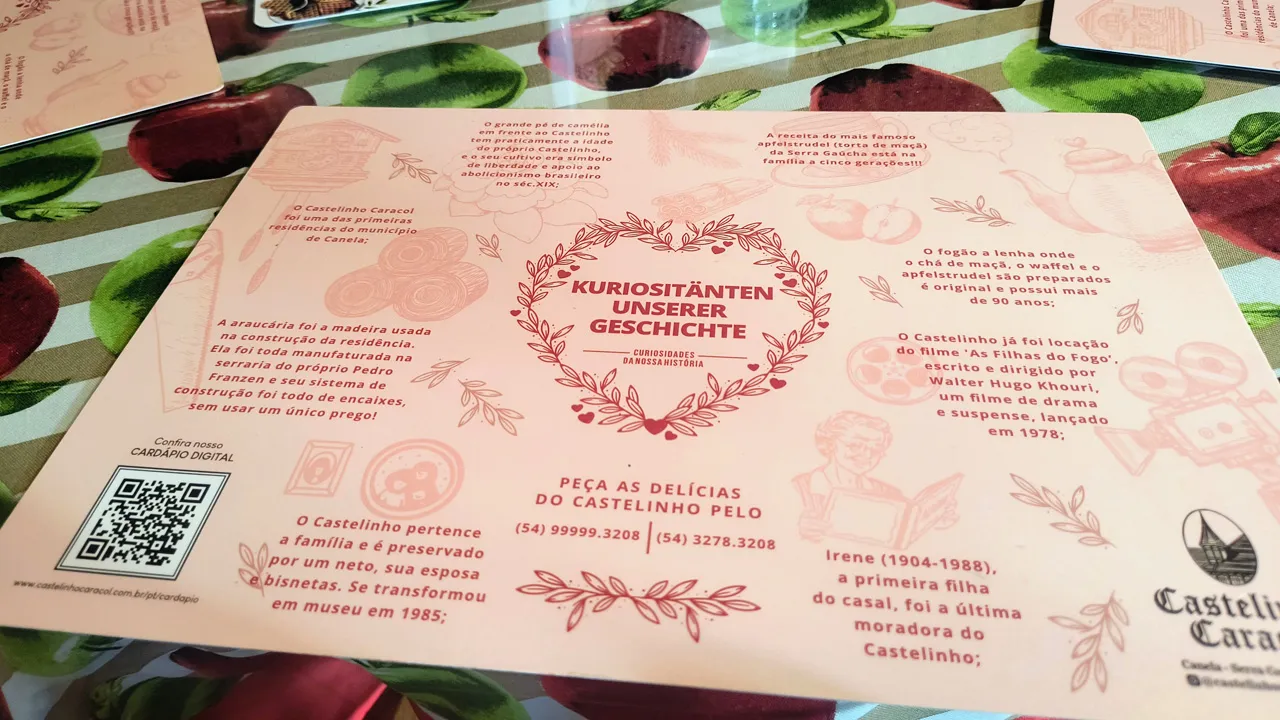 O grande pé de camélia
em frente ao Castelinho
tem praticamente a idade
do próprio Castelinho,
e o seu cultivo era símbolo
de liberdade e apoio ao
abolicionismo brasileiro
no séc.XIX;
A receita do mais famoso
apfelstrudel (torta de maçã)
da Serra Gaúcha está na
família a cinco gerações!!!
O Castelinho Caracol
foi uma das primeiras
residências do município
de Canela;
O fogão a lenha onde
o chá de maçã, o waffel e o
apfelstrudel são preparados
é original e possui mais
de 90 anos;
KURIOSITÄNTEN
UNSERER
GESCHICHTE
CURIOSIDADES
DA NOSSA HISTÓRIA
A araucária foi a madeira usada
na construção da residência.
Ela foi toda manufaturada na
serraria do próprio Pedro
Franzen e seu sistema de
construção foi todo de encaixes,
sem usar um único prego!
O Castelinho já foi locação
do filme 'As Filhas do Fogo',
escrito e dirigido por
Walter Hugo Khouri,
um filme de drama
e suspense, lançado
em 1978;
Confira nosso
CARDÁPIO DIGITAL
www.castelinhocaracol.com.br/pt/cardapio
O Castelinho pertence
a família e é preservado
por um neto, sua esposa
e bisnetas. Se transformou
em museu em 1985;
PEÇA AS DELÍCIAS
DO CASTELINHO PELO
(54) 99999.3208 | (54) 3278.3208
Irene (1904-1988),
a primeira filha
do casal, foi a última
moradora do
Castelinho;
Castelin
Cara
Canela - Serra G
@castelinho